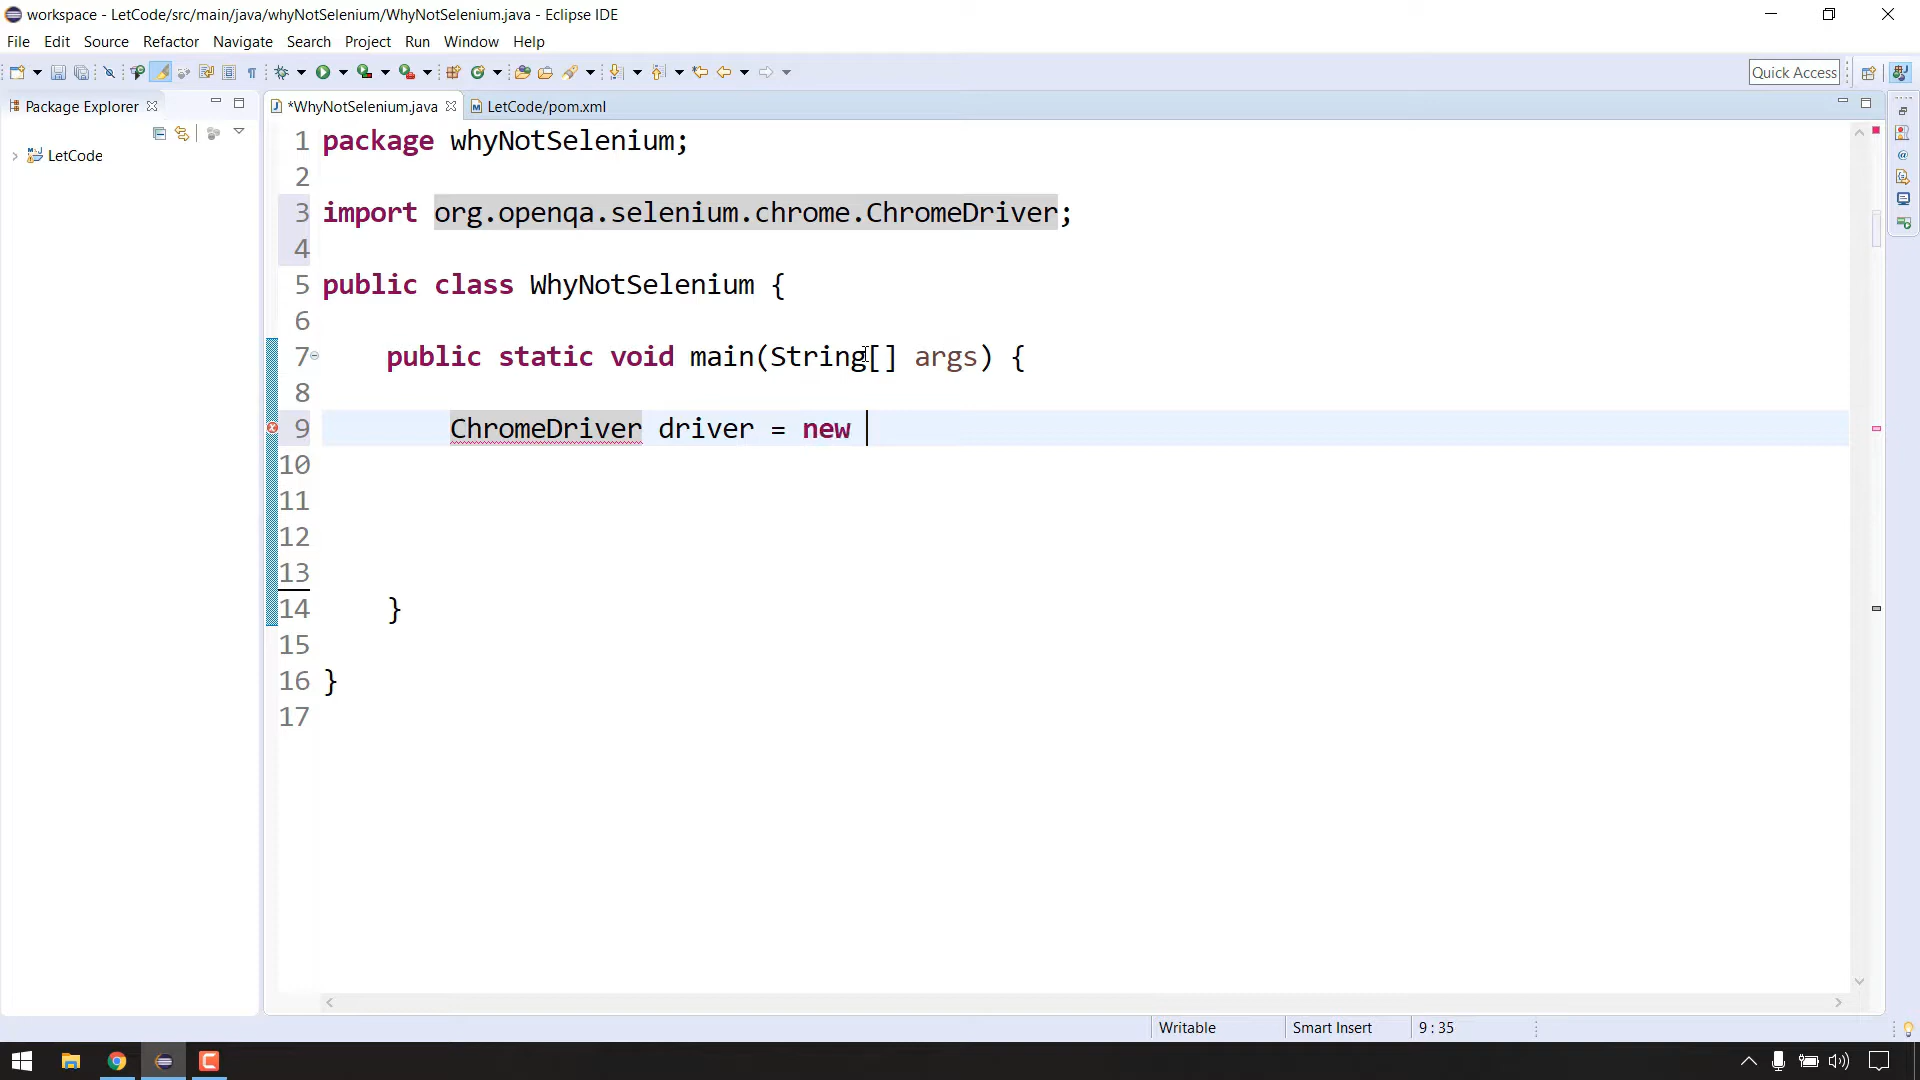 workspace - LetCode/src/main/java/whyNotSelenium/WhyNotSelenium.java - Eclipse IDE
File Edit Source Refactor Navigate Search Project Run Window Help
Quick Access
Package Explorer
*WhyNotSelenium.java
LetCode/pom.xml
LetCode
1 package whyNotSelenium;
2
3 import org.openqa.selenium.chrome.ChromeDriver;
4
5 public class WhyNotSelenium {
6
7 public static void main(String[] args) {
8
9 ChromeDriver driver = new
10
11
12
13
14 }
15
16 }
17
Writable Smart Insert 9 : 35